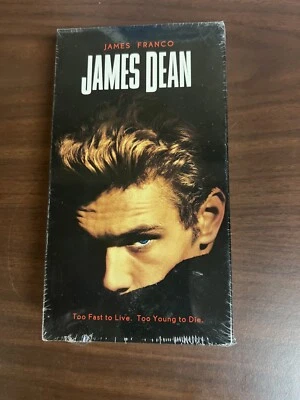 JAMES FRANCO
JAMES DEAN
Too Fast to Live. Too Young to Die.